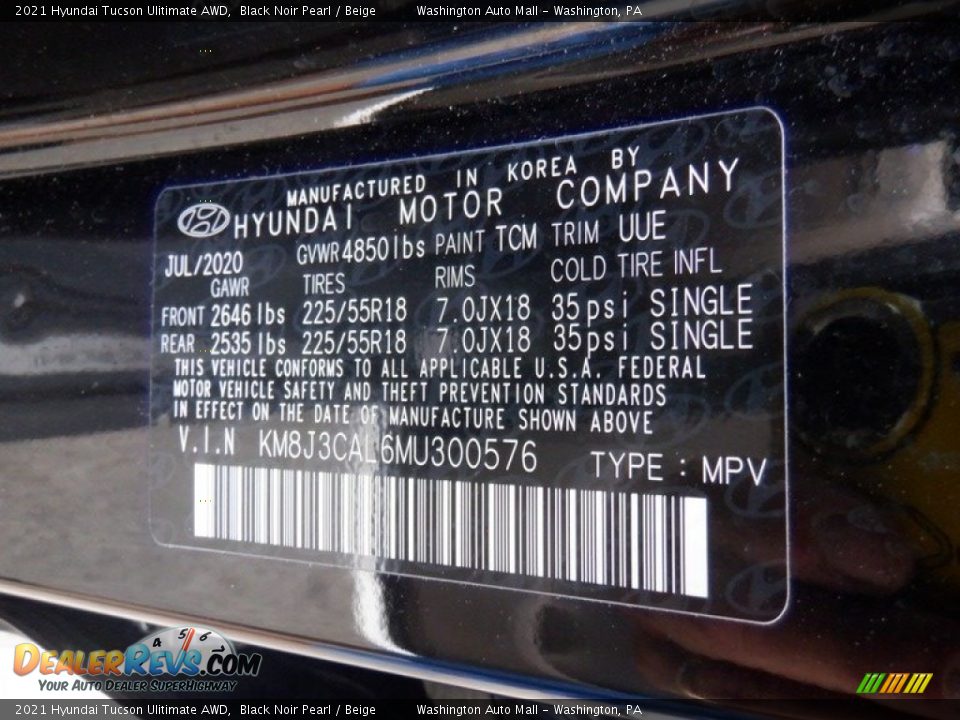 2021 Hyundai Tucson Ulitimate AWD, Black Noir Pearl / Beige Washington Auto Mall - Washington, PA
MANUFACTURED IN KOREA BY
HYUNDAI MOTOR COMPANY
JUL/2020 GVWR 4850 lbs PAINT TCM TRIM UUE
GAWR TIRES RIMS COLD TIRE INFL
FRONT 2646 lbs 225/55R18 7.0JX18 35psi SINGLE
REAR 2535 lbs 225/55R18 7.0JX18 35psi SINGLE
THIS VEHICLE CONFORMS TO ALL APPLICABLE U.S.A. FEDERAL
MOTOR VEHICLE SAFETY AND THEFT PREVENTION STANDARDS
IN EFFECT ON THE DATE OF MANUFACTURE SHOWN ABOVE
V.I.N KM8J3CAL6MU300576 TYPE : MPV
4 5 6 7
DEALERREVS.COM
YOUR AUTO DEALER SUPERHIGHWAY
2021 Hyundai Tucson Ulitimate AWD, Black Noir Pearl / Beige Washington Auto Mall - Washington, PA